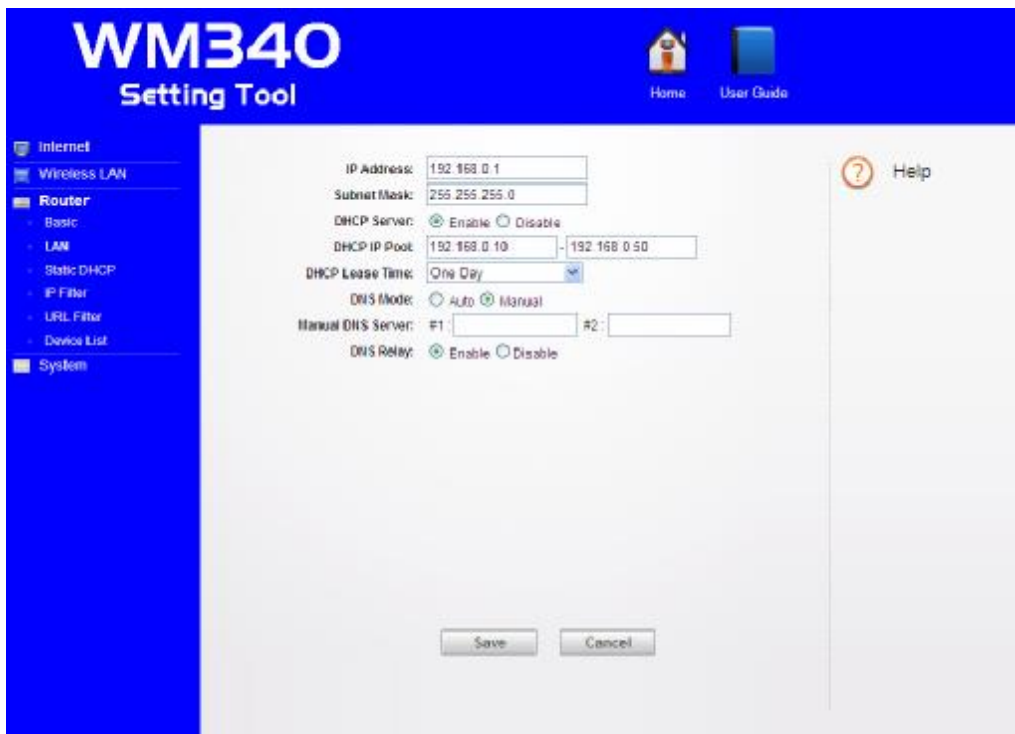 WM340
Setting Tool
Home
User Guide
Internet
Wireless LAN
Router
Basic
LAN
Static DHCP
IP Filter
URL Filter
Device List
System
IP Address: 192.168.0.1
Subnet Mask: 255.255.255.0
DHCP Server: Enable Disable
DHCP IP Pool: 192.168.0.10 - 192.168.0.50
DHCP Lease Time: One Day
DNS Mode: Auto Manual
Manual DNS Server: #1: #2:
DNS Relay: Enable Disable
Save
Cancel
? Help